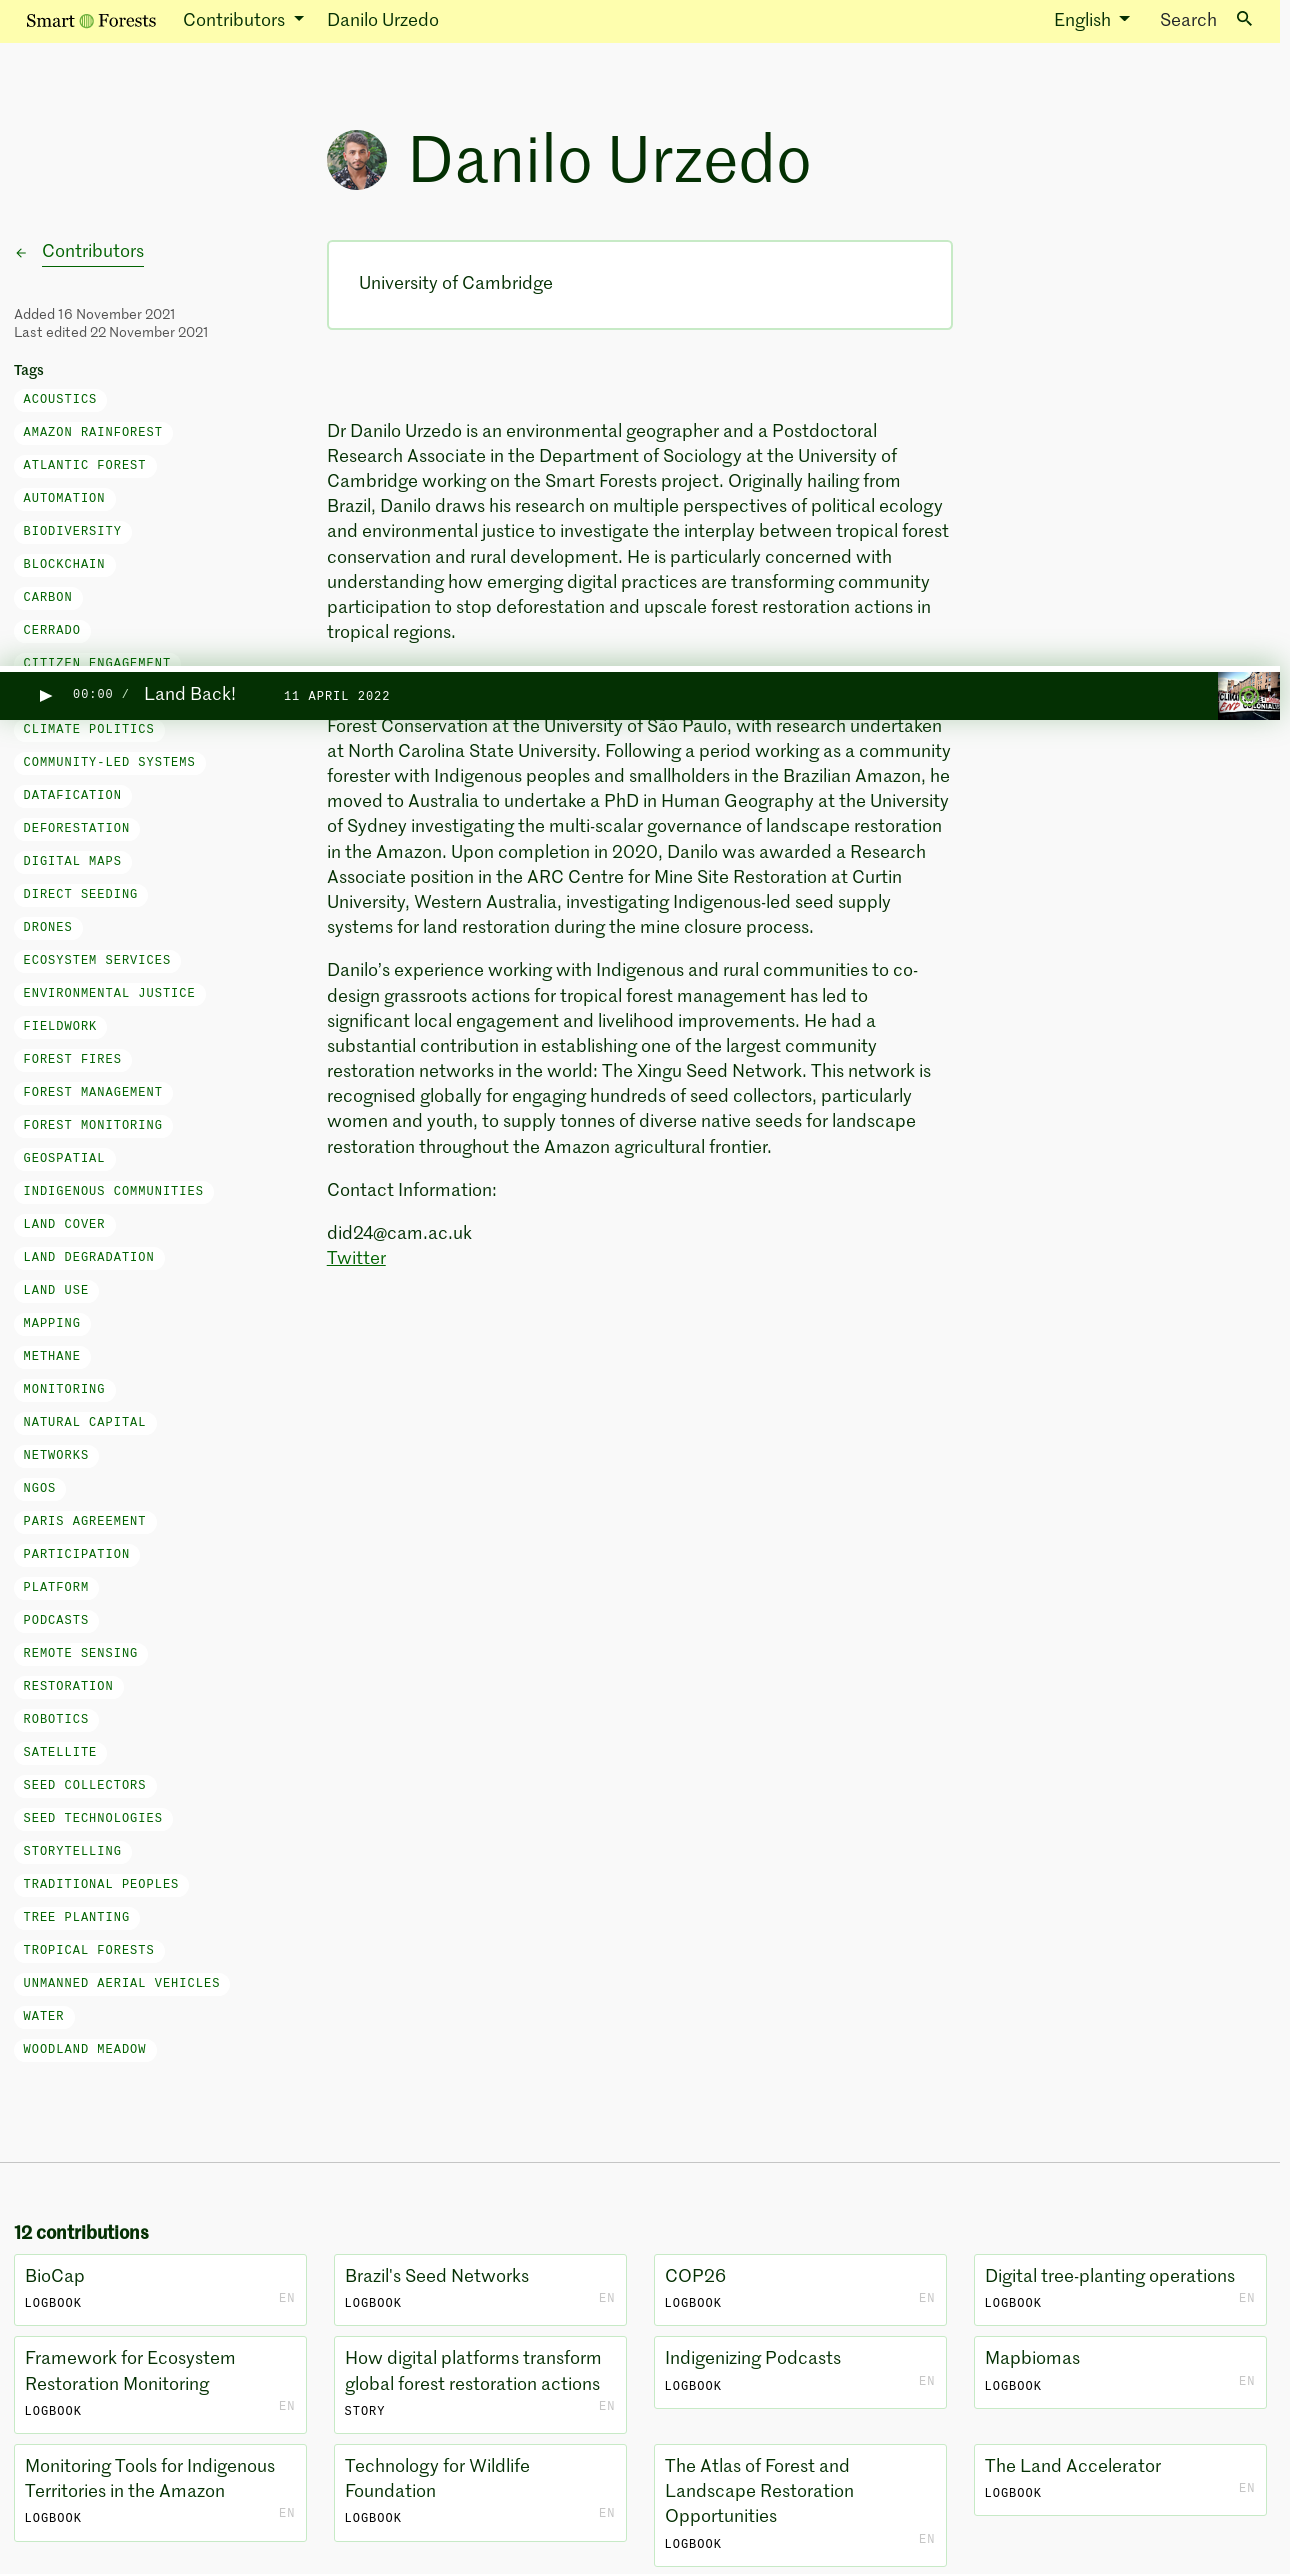 Smart Forests Contributors Danilo Urzedo English Search
Danilo Urzedo
Contributors
Added 16 November 2021
Last edited 22 November 2021
Tags
ACOUSTICS
AMAZON RAINFOREST
ATLANTIC FOREST
AUTOMATION
BIODIVERSITY
BLOCKCHAIN
CARBON
CERRADO
CITIZEN ENGAGEMENT
University of Cambridge
Dr Danilo Urzedo is an environmental geographer and a Postdoctoral
Research Associate in the Department of Sociology at the University of
Cambridge working on the Smart Forests project. Originally hailing from
Brazil, Danilo draws his research on multiple perspectives of political ecology
and environmental justice to investigate the interplay between tropical forest
conservation and rural development. He is particularly concerned with
understanding how emerging digital practices are transforming community
participation to stop deforestation and upscale forest restoration actions in
tropical regions.
▶ 00:00 / Land Back! 11 APRIL 2022
CLIMATE POLITICS
COMMUNITY-LED SYSTEMS
DATAFICATION
DEFORESTATION
DIGITAL MAPS
DIRECT SEEDING
DRONES
ECOSYSTEM SERVICES
ENVIRONMENTAL JUSTICE
FIELDWORK
FOREST FIRES
FOREST MANAGEMENT
FOREST MONITORING
GEOSPATIAL
INDIGENOUS COMMUNITIES
LAND COVER
LAND DEGRADATION
LAND USE
MAPPING
METHANE
MONITORING
NATURAL CAPITAL
NETWORKS
NGOS
PARIS AGREEMENT
PARTICIPATION
PLATFORM
PODCASTS
REMOTE SENSING
RESTORATION
ROBOTICS
SATELLITE
SEED COLLECTORS
SEED TECHNOLOGIES
STORYTELLING
TRADITIONAL PEOPLES
TREE PLANTING
TROPICAL FORESTS
UNMANNED AERIAL VEHICLES
WATER
WOODLAND MEADOW
Forest Conservation at the University of São Paulo, with research undertaken
at North Carolina State University. Following a period working as a community
forester with Indigenous peoples and smallholders in the Brazilian Amazon, he
moved to Australia to undertake a PhD in Human Geography at the University
of Sydney investigating the multi-scalar governance of landscape restoration
in the Amazon. Upon completion in 2020, Danilo was awarded a Research
Associate position in the ARC Centre for Mine Site Restoration at Curtin
University, Western Australia, investigating Indigenous-led seed supply
systems for land restoration during the mine closure process.
Danilo’s experience working with Indigenous and rural communities to co-
design grassroots actions for tropical forest management has led to
significant local engagement and livelihood improvements. He had a
substantial contribution in establishing one of the largest community
restoration networks in the world: The Xingu Seed Network. This network is
recognised globally for engaging hundreds of seed collectors, particularly
women and youth, to supply tonnes of diverse native seeds for landscape
restoration throughout the Amazon agricultural frontier.
Contact Information:
did24@cam.ac.uk
Twitter
12 contributions
BioCap
LOGBOOK EN
Brazil's Seed Networks
LOGBOOK EN
COP26
LOGBOOK EN
Digital tree-planting operations
LOGBOOK EN
Framework for Ecosystem
Restoration Monitoring
LOGBOOK EN
How digital platforms transform
global forest restoration actions
STORY EN
Indigenizing Podcasts
LOGBOOK EN
Mapbiomas
LOGBOOK EN
Monitoring Tools for Indigenous
Territories in the Amazon
LOGBOOK EN
Technology for Wildlife
Foundation
LOGBOOK EN
The Atlas of Forest and
Landscape Restoration
Opportunities
LOGBOOK EN
The Land Accelerator
LOGBOOK EN